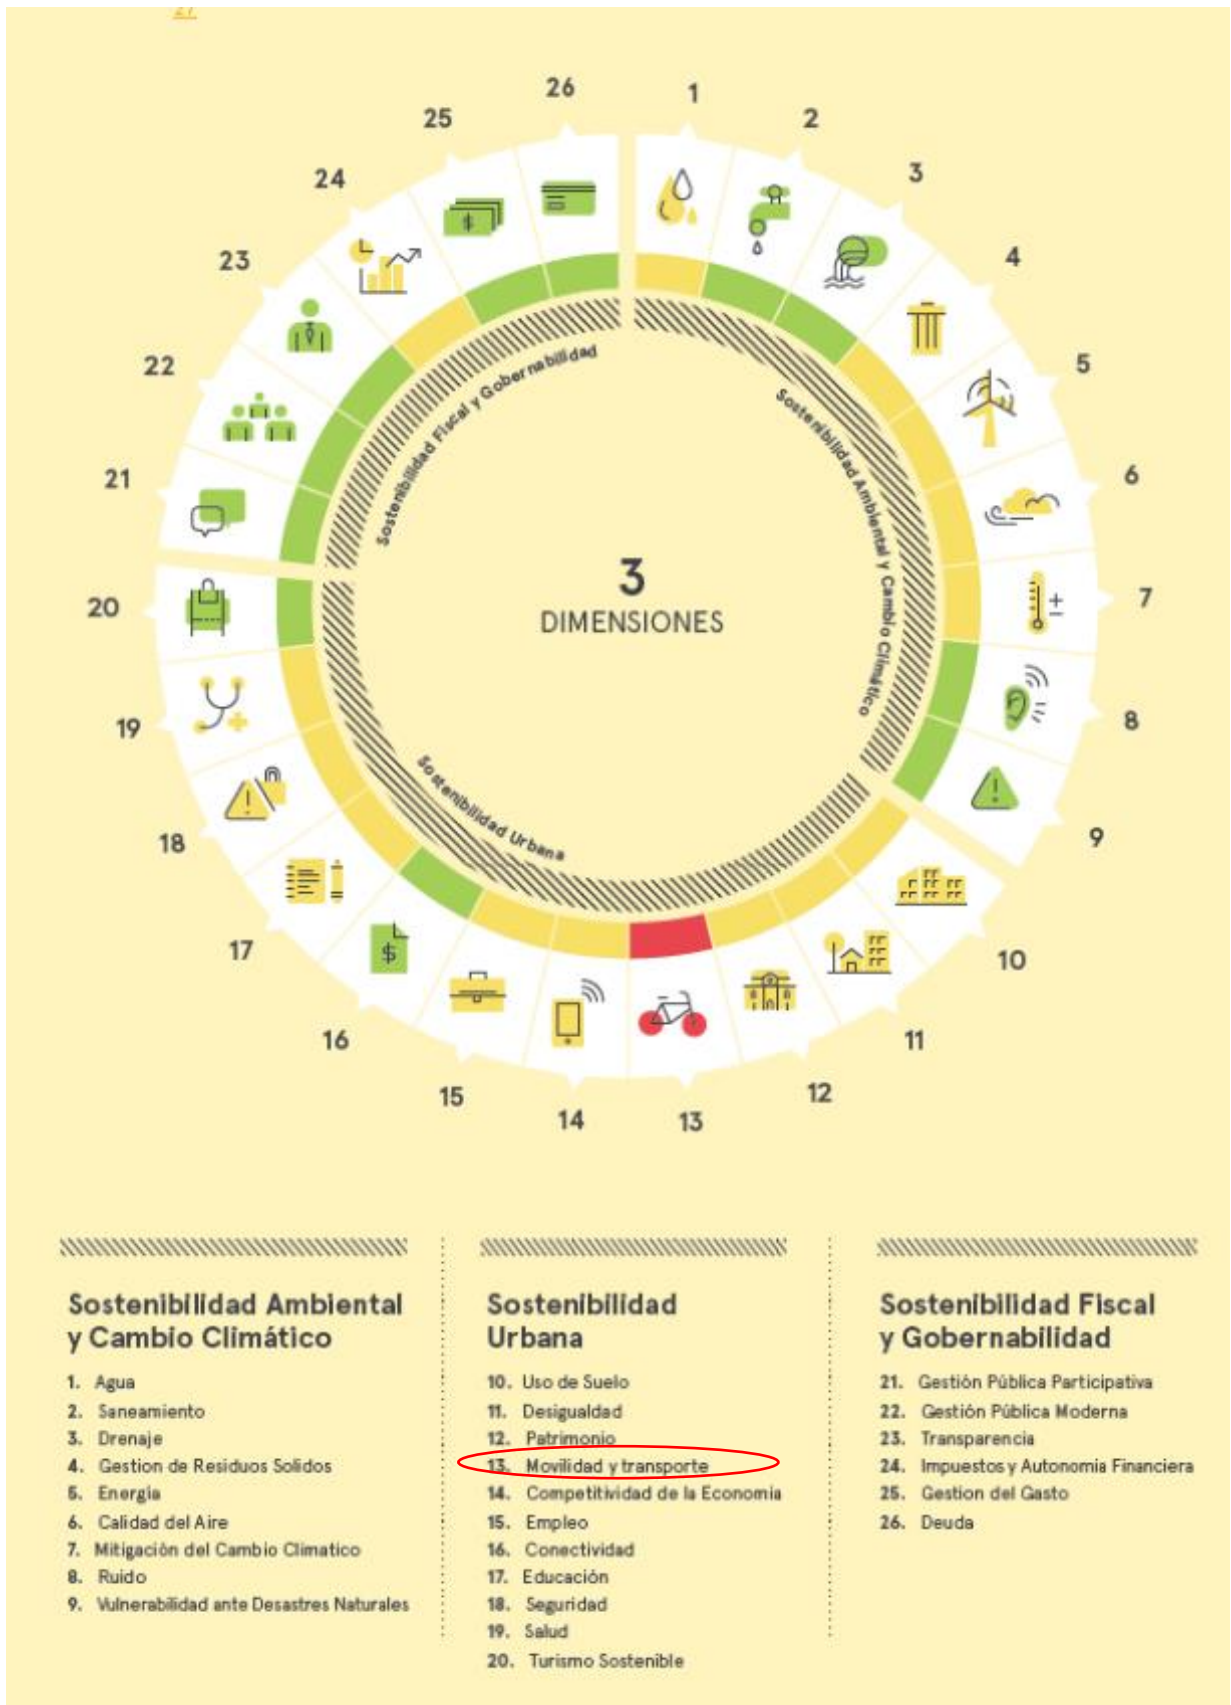 27
26
1
25
2
24
3
23
4
22
5
21
6
20
7
19
8
18
9
17
10
16
11
15
12
14
13
Sostenibilidad Fiscal y Gobernabilidad
Sostenibilidad Ambiental y Cambio Climático
3
DIMENSIONES
Sostenibilidad Urbana
$
$
Sostenibilidad Ambiental
y Cambio Climático
1. Agua
2. Saneamiento
3. Drenaje
4. Gestion de Residuos Solidos
5. Energía
6. Calidad del Aire
7. Mitigación del Cambio Climatico
8. Ruido
9. Vulnerabilidad ante Desastres Naturales
Sostenibilidad
Urbana
10. Uso de Suelo
11. Desigualdad
12. Patrimonio
13. Movilidad y transporte
14. Competitividad de la Economia
15. Empleo
16. Conectividad
17. Educación
18. Seguridad
19. Salud
20. Turismo Sostenible
Sostenibilidad Fiscal
y Gobernabilidad
21. Gestión Pública Participativa
22. Gestión Pública Moderna
23. Transparencia
24. Impuestos y Autonomia Financiera
25. Gestion del Gasto
26. Deuda